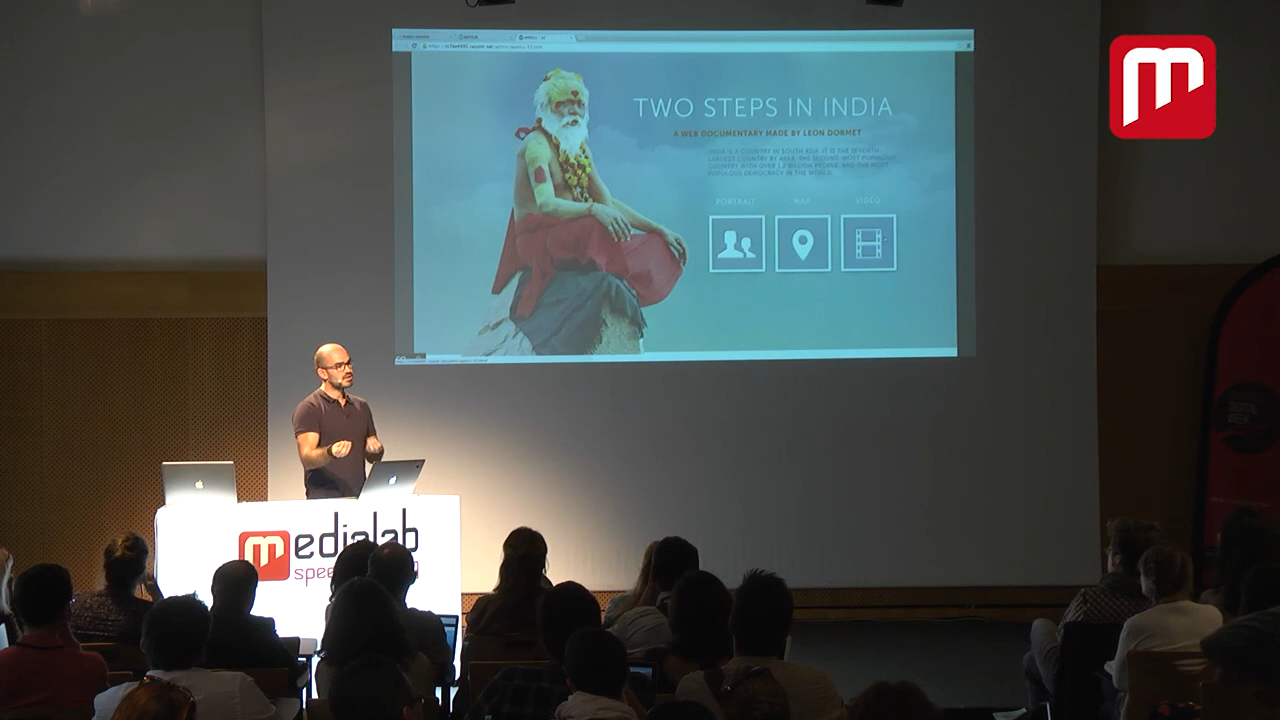 TWO STEPS IN INDIA
A WEB DOCUMENTARY MADE BY LEON DORMET
INDIA IS A COUNTRY IN SOUTH ASIA. IT IS THE SEVENTH-
LARGEST COUNTRY BY AREA, THE SECOND-MOST POPULOUS
COUNTRY WITH OVER 1.2 BILLION PEOPLE, AND THE MOST
POPULOUS DEMOCRACY IN THE WORLD.
PORTRAIT MAP VIDEO
medialab